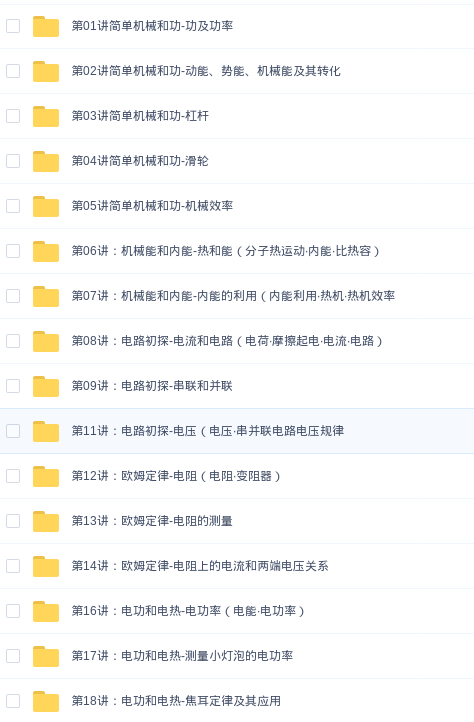 第01讲简单机械和功-功及功率
第02讲简单机械和功-动能、势能、机械能及其转化
第03讲简单机械和功-杠杆
第04讲简单机械和功-滑轮
第05讲简单机械和功-机械效率
第06讲：机械能和内能-热和能（分子热运动·内能·比热容）
第07讲：机械能和内能-内能的利用（内能利用·热机·热机效率
第08讲：电路初探-电流和电路（电荷·摩擦起电·电流·电路）
第09讲：电路初探-串联和并联
第11讲：电路初探-电压（电压·串并联电路电压规律
第12讲：欧姆定律-电阻（电阻·变阻器）
第13讲：欧姆定律-电阻的测量
第14讲：欧姆定律-电阻上的电流和两端电压关系
第16讲：电功和电热-电功率（电能·电功率）
第17讲：电功和电热-测量小灯泡的电功率
第18讲：电功和电热-焦耳定律及其应用